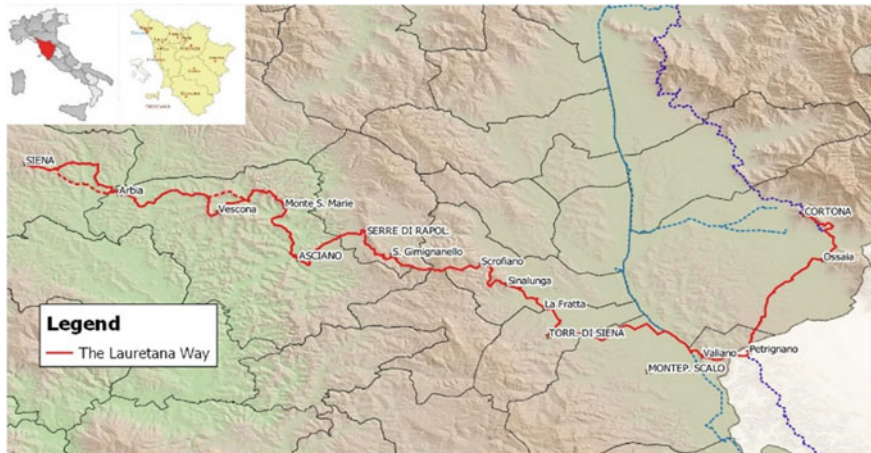 SIENA
Arbia
Vescona
Monte S. Marie
ASCIANO
SERRE DI RAPOL.
S. Gimignanello
Scrofiano
Sinalunga
La Fratta
TORR. DI SIENA
MONTEP. SCALO
Valiano
Petrignano
Ossaia
CORTONA
Legend
The Lauretana Way